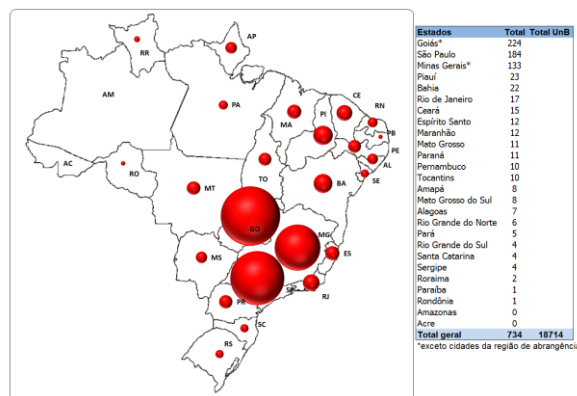 RR
AP
AM
PA
MA
CE
RN
PI
PB
PE
AL
SE
AC
RO
TO
MT
BA
GO
MG
ES
MS
SP
RJ
PR
SC
RS
Estados Total Total UnB
Goiás* 224
São Paulo 184
Minas Gerais* 133
Piauí 23
Bahia 22
Rio de Janeiro 17
Ceará 15
Espírito Santo 12
Maranhão 12
Mato Grosso 11
Paraná 11
Pernambuco 10
Tocantins 10
Amapá 8
Mato Grosso do Sul 8
Alagoas 7
Rio Grande do Norte 6
Pará 5
Rio Grande do Sul 4
Santa Catarina 4
Sergipe 4
Roraima 2
Paraíba 1
Rondônia 1
Amazonas 0
Acre 0
Total geral 734 18714
*exceto cidades da região de abrangência